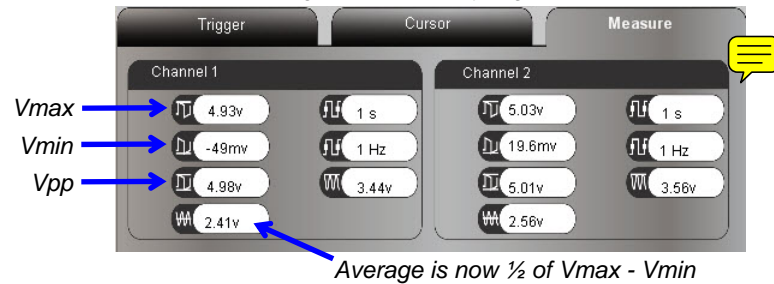 Trigger Cursor Measure
Channel 1 Channel 2
Vmax 4.93v 1 s 5.03v 1 s
Vmin -49mv 1 Hz 19.6mv 1 Hz
Vpp 4.98v 3.44v 5.01v 3.56v
2.41v 2.56v
Average is now ½ of Vmax - Vmin